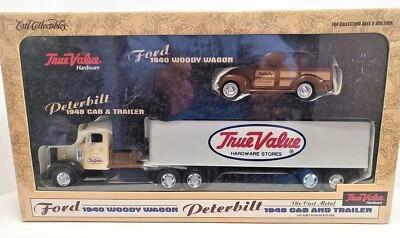 Ertl Collectibles
FOR COLLECTORS AGES 8 AND OVER
True Value
Hardware
Ford
1940 WOODY WAGON
Peterbilt
1948 CAB & TRAILER
True Value
HARDWARE STORES
Ford 1940 WOODY WAGON Peterbilt 1948 CAB AND TRAILER
Die-Cast Metal
True Value
Hardware